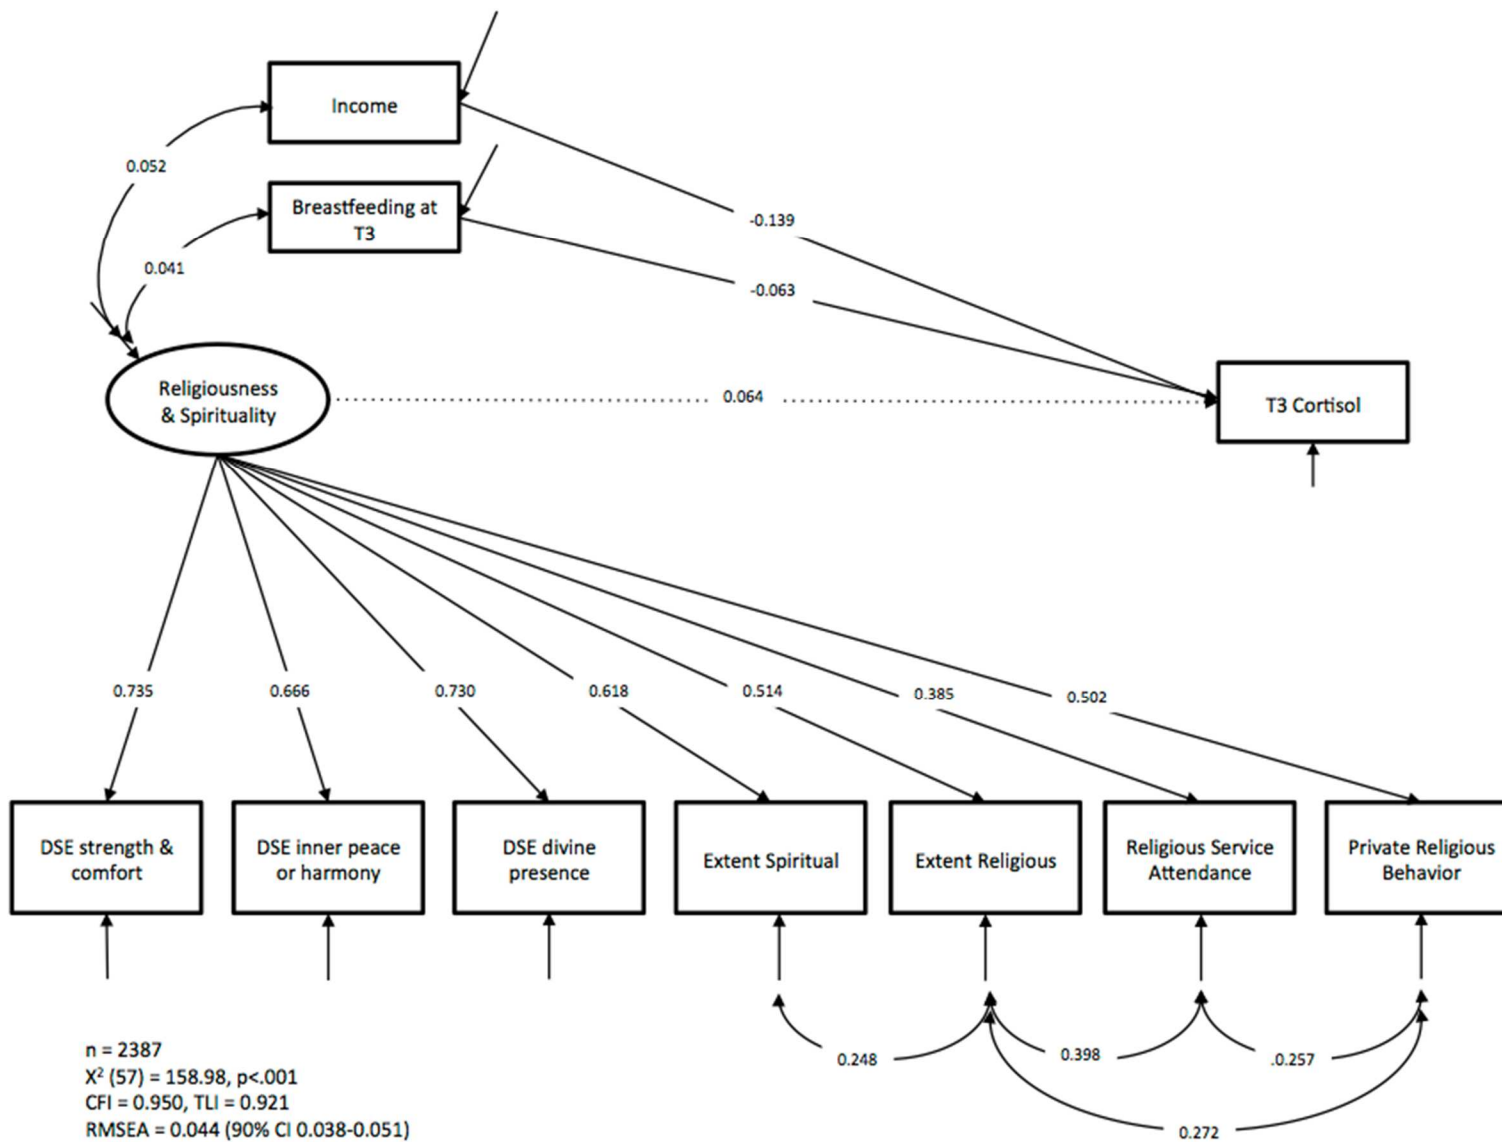 Income
0.052
Breastfeeding at
T3
-0.139
0.041
-0.063
Religiousness
& Spirituality
0.064
T3 Cortisol
0.735
0.666
0.730
0.618
0.514
0.385
0.502
DSE strength &
comfort
DSE inner peace
or harmony
DSE divine
presence
Extent Spiritual
Extent Religious
Religious Service
Attendance
Private Religious
Behavior
0.248
0.398
.0.257
0.272
n = 2387
X² (57) = 158.98, p<.001
CFI = 0.950, TLI = 0.921
RMSEA = 0.044 (90% CI 0.038-0.051)